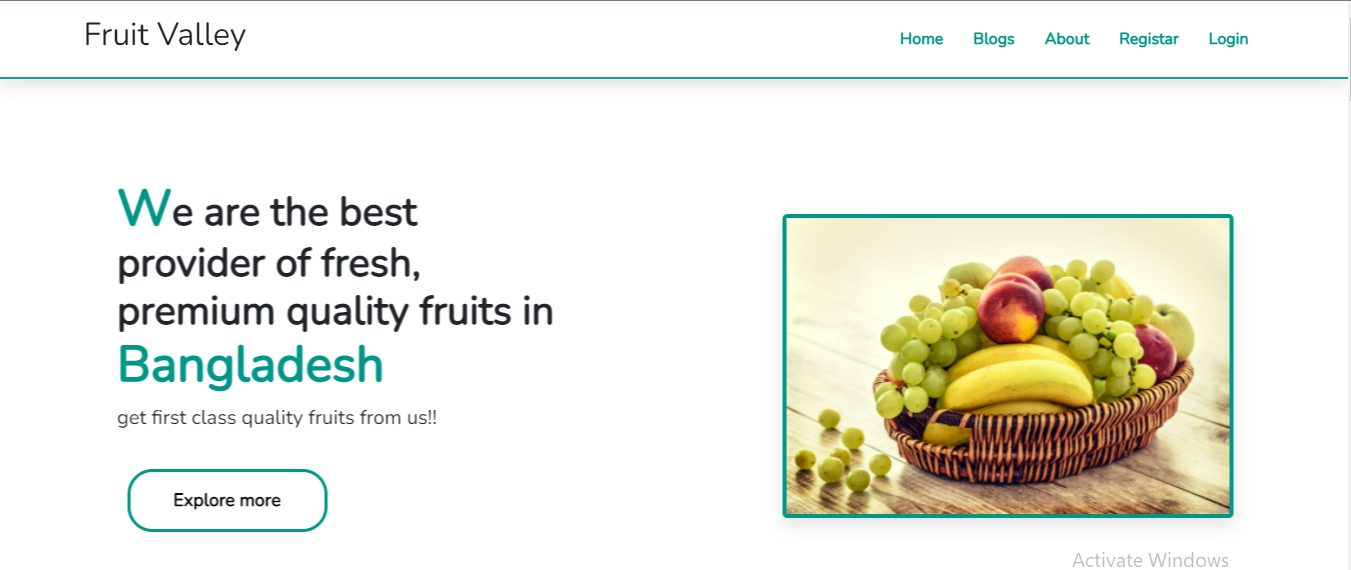 Fruit Valley
Home Blogs About Registar Login
We are the best
provider of fresh,
premium quality fruits in
Bangladesh
get first class quality fruits from us!!
Explore more
Activate Windows